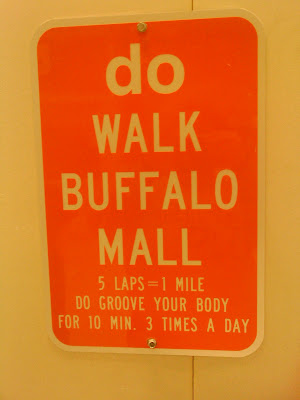 do
WALK
BUFFALO
MALL
5 LAPS=1 MILE
DO GROOVE YOUR BODY
FOR 10 MIN. 3 TIMES A DAY